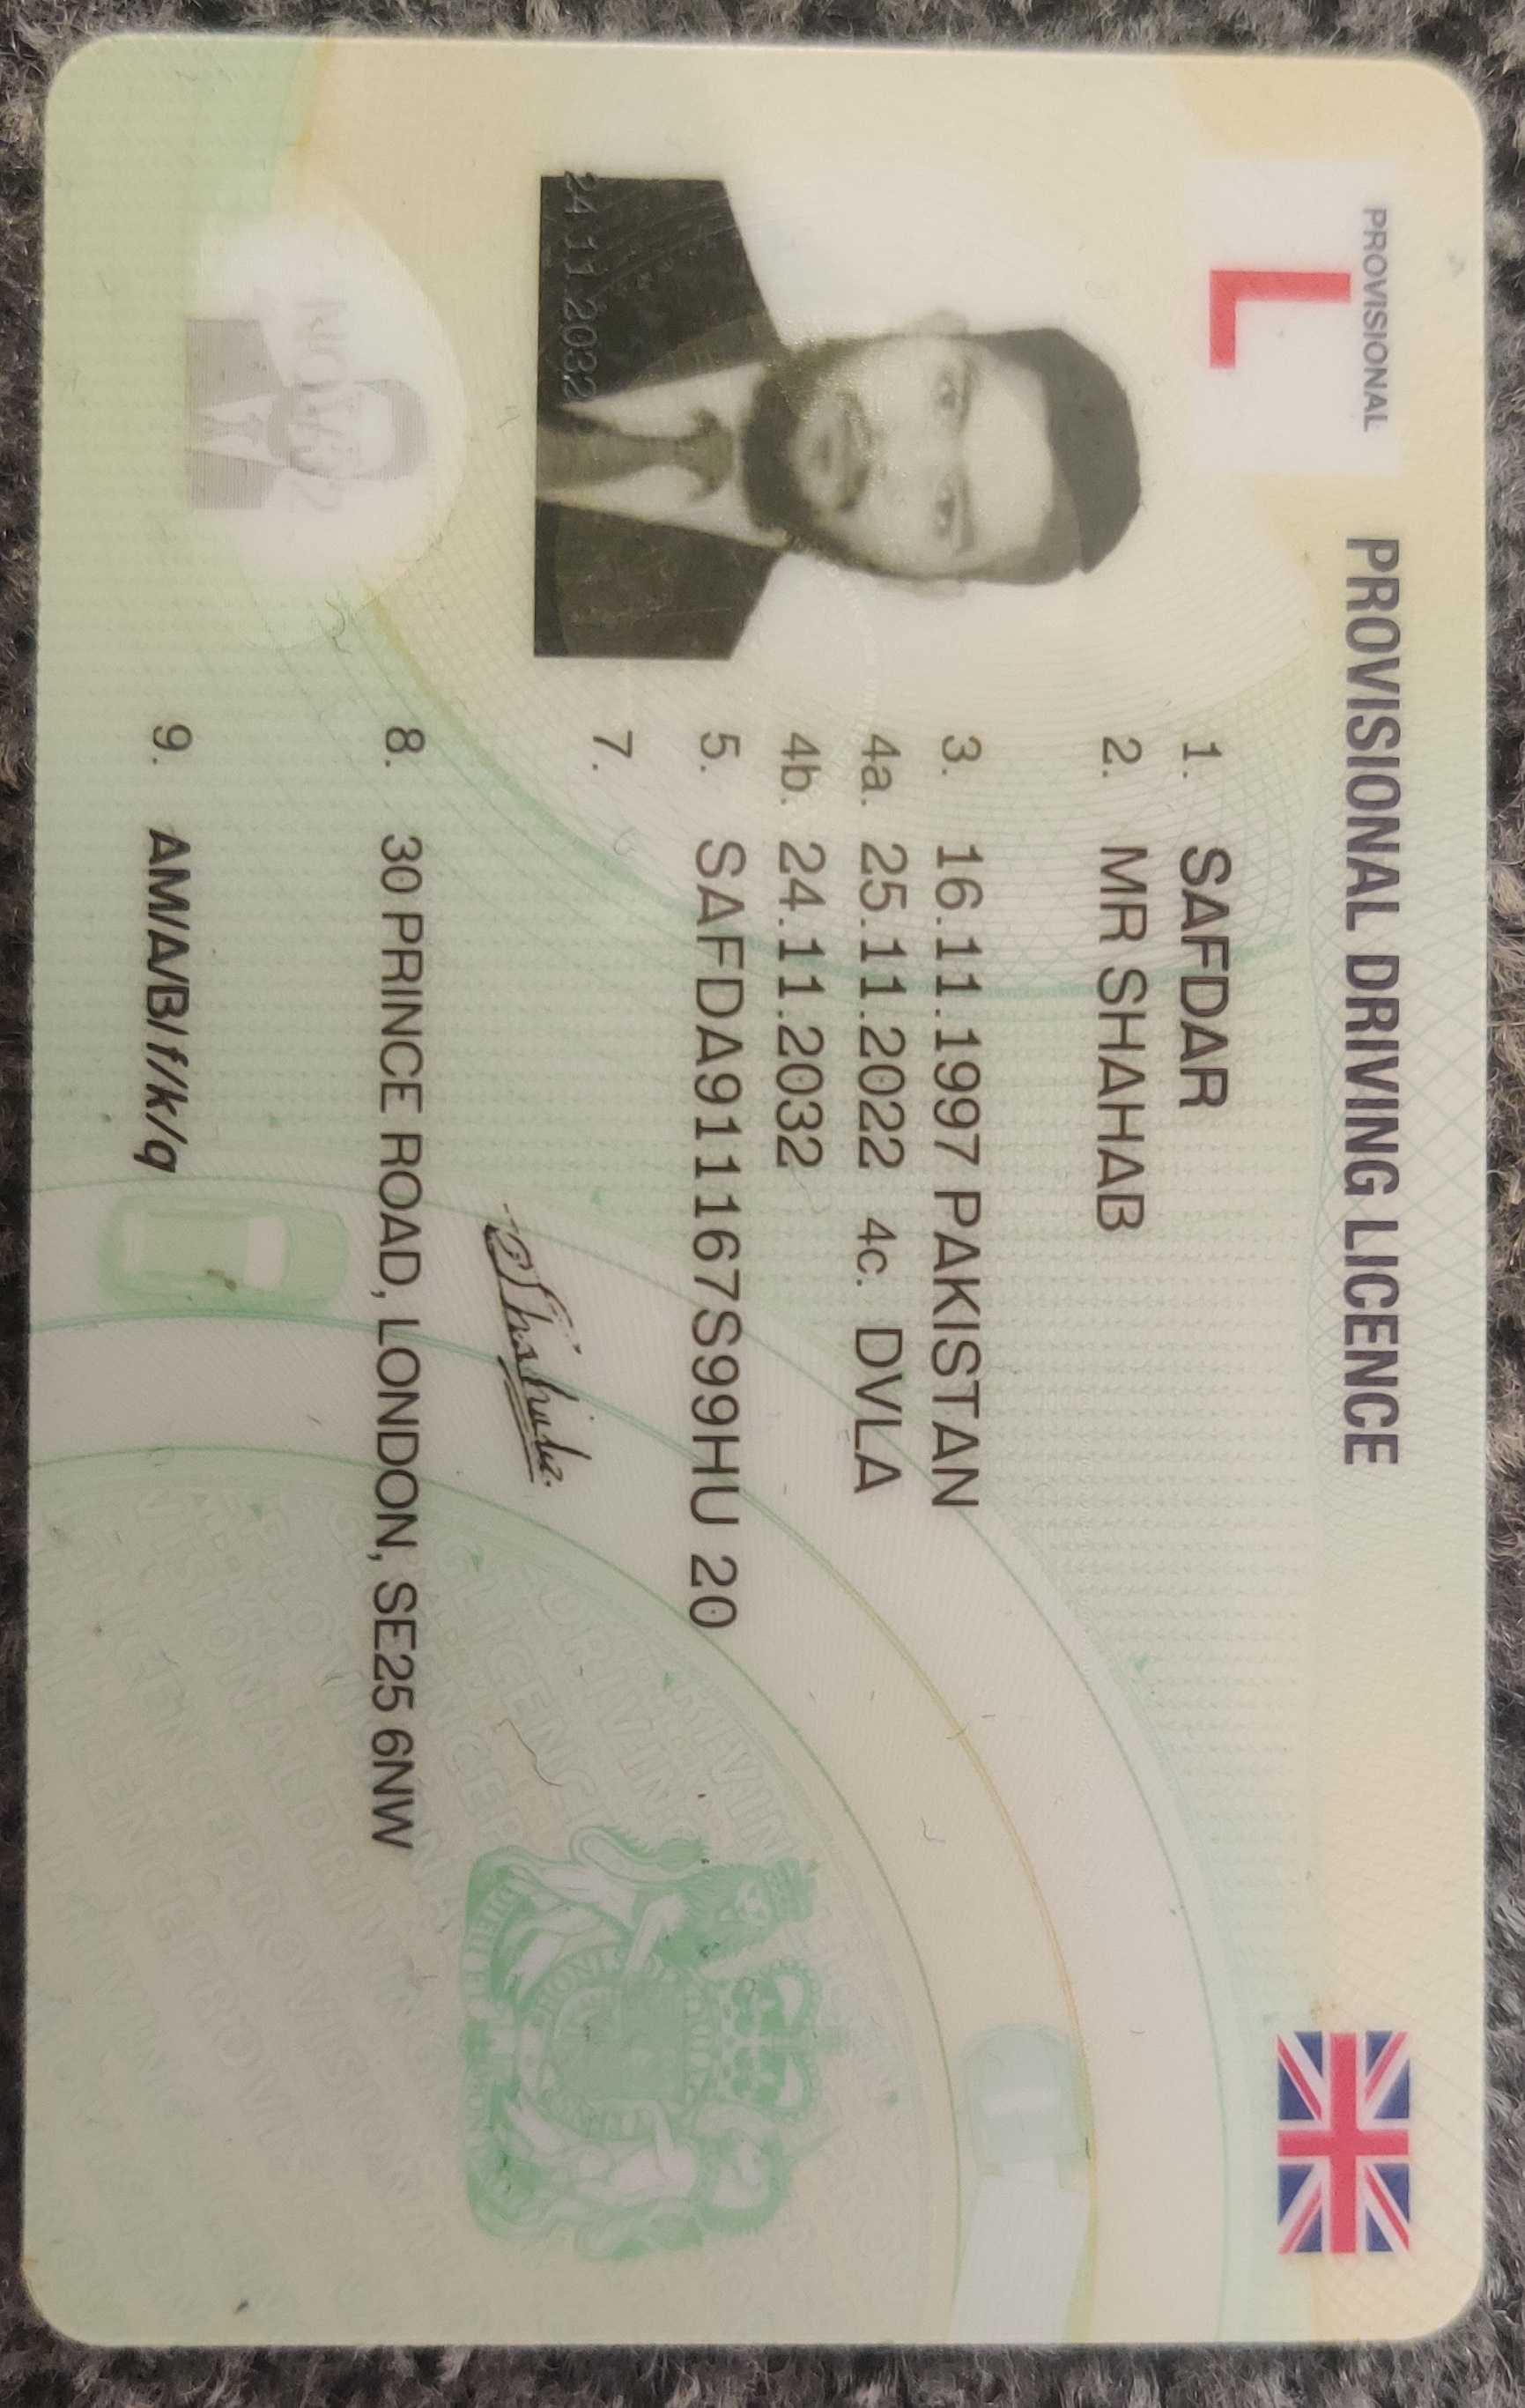 PROVISIONAL
L
PROVISIONAL DRIVING LICENCE
1. SAFDAR
2. MR SHAHAB
3. 16.11.1997 PAKISTAN
4a. 25.11.2022 4c. DVLA
4b. 24.11.2032
5. SAFDA911167S99HU 20
7.
8. 30 PRINCE ROAD, LONDON, SE25 6NW
9. AM/A/B/f/k/q
24.11.2032